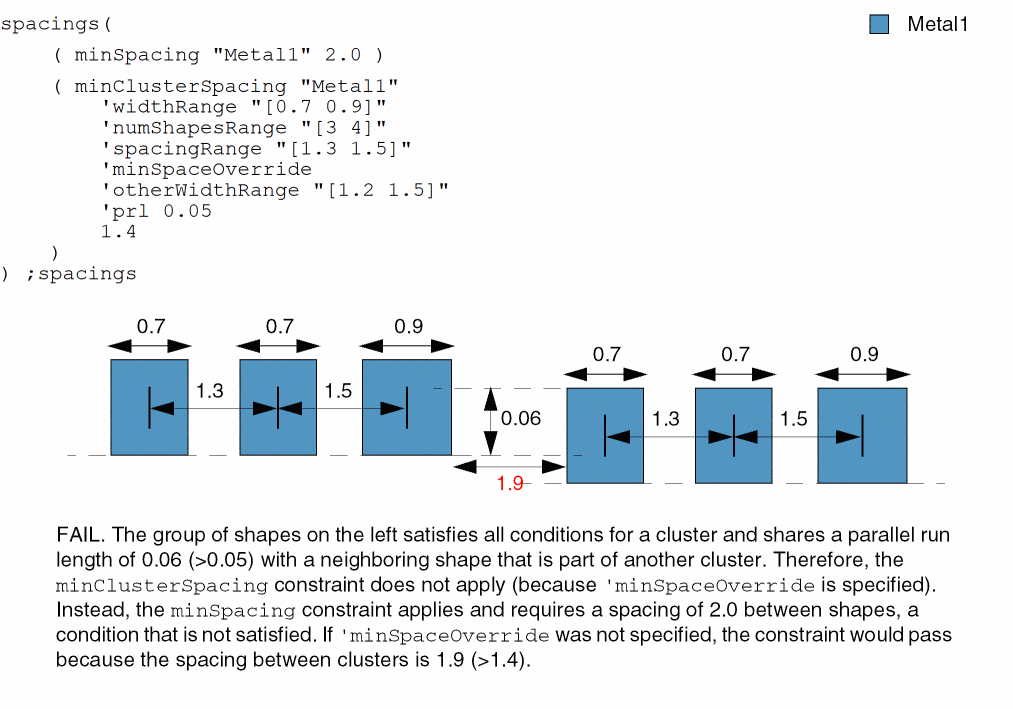 spacings(
Metal1
( minSpacing "Metal1" 2.0 )
( minClusterSpacing "Metal1"
'widthRange "[0.7 0.9]"
'numShapesRange "[3 4]"
'spacingRange "[1.3 1.5]"
'minSpaceOverride
'otherWidthRange "[1.2 1.5]"
'prl 0.05
1.4
)
) ;spacings
0.7 0.7 0.9
0.7 0.7 0.9
1.3 1.5
0.06 1.3 1.5
1.9
FAIL. The group of shapes on the left satisfies all conditions for a cluster and shares a parallel run
length of 0.06 (>0.05) with a neighboring shape that is part of another cluster. Therefore, the
minClusterSpacing constraint does not apply (because 'minSpaceOverride is specified).
Instead, the minSpacing constraint applies and requires a spacing of 2.0 between shapes, a
condition that is not satisfied. If 'minSpaceOverride was not specified, the constraint would pass
because the spacing between clusters is 1.9 (>1.4).